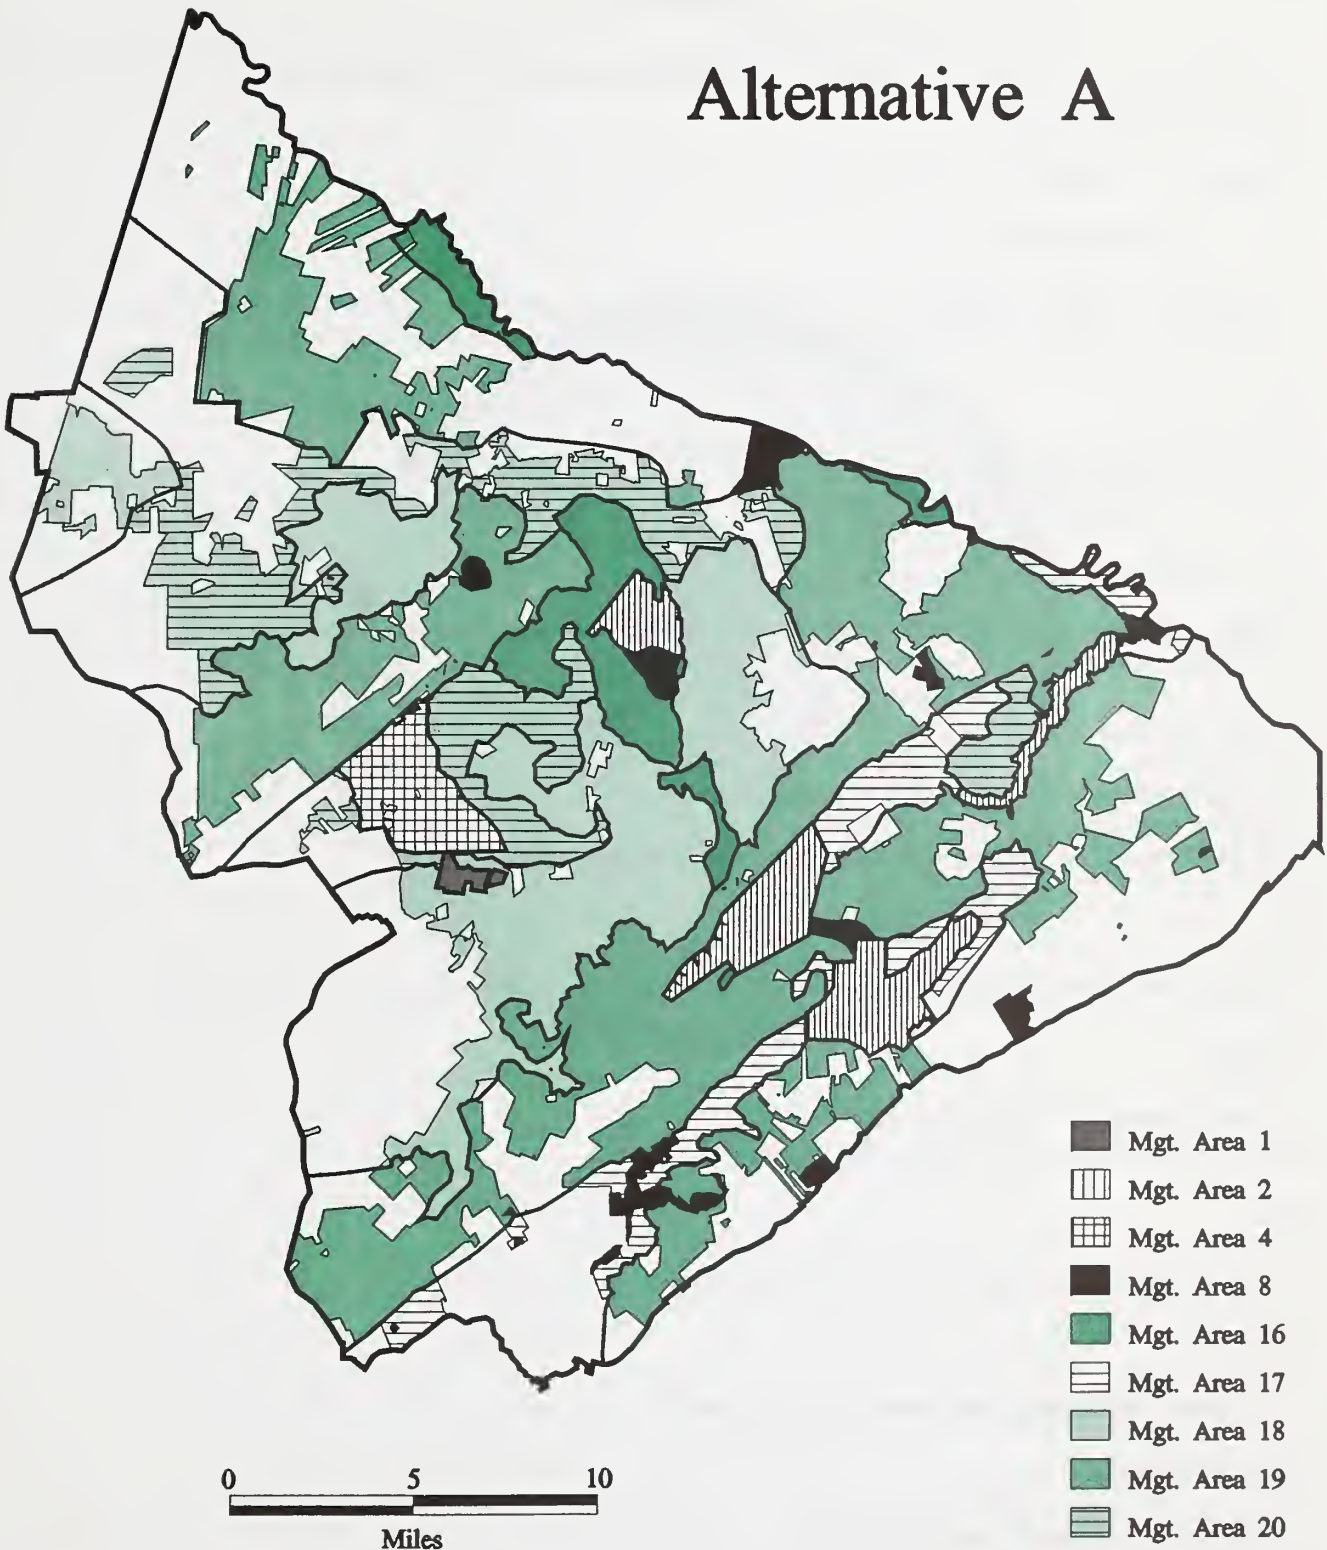 Alternative A
Mgt. Area 1
Mgt. Area 2
Mgt. Area 4
Mgt. Area 8
Mgt. Area 16
Mgt. Area 17
Mgt. Area 18
Mgt. Area 19
Mgt. Area 20
0 5 10
Miles